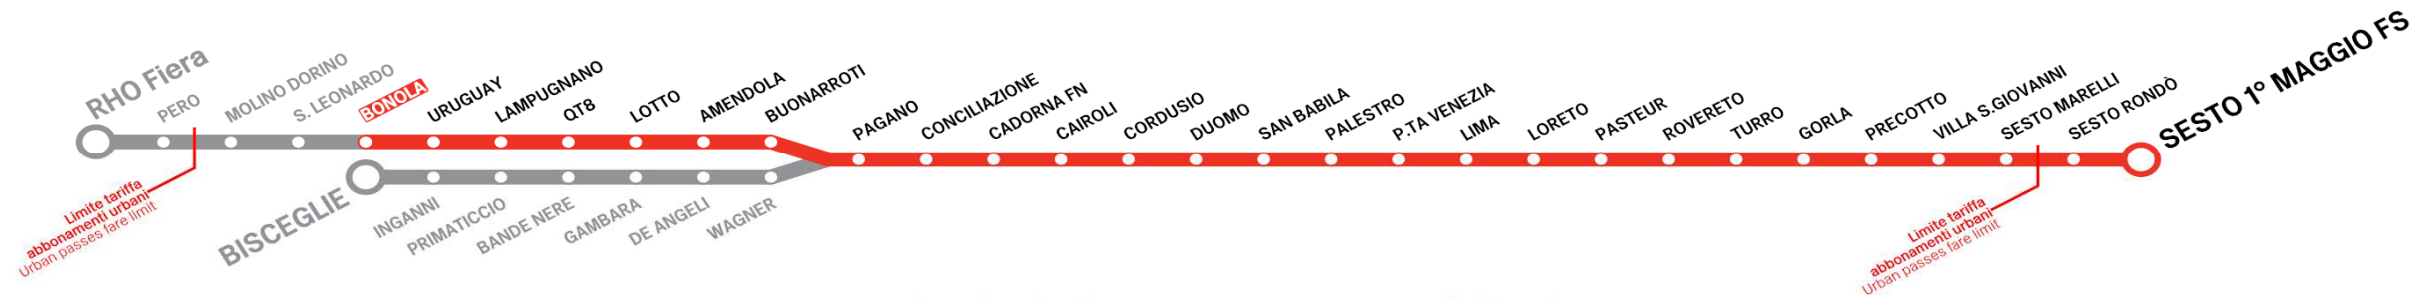 RHO Fiera
PERO
MOLINO DORINO
S. LEONARDO
BONOLA
URUGUAY
LAMPUGNANO
QT8
LOTTO
AMENDOLA
BUONARROTI
PAGANO
CONCILIAZIONE
CADORNA FN
CAIROLI
CORDUSIO
DUOMO
SAN BABILA
PALESTRO
P.TA VENEZIA
LIMA
LORETO
PASTEUR
ROVERETO
TURRO
GORLA
PRECOTTO
VILLA S.GIOVANNI
SESTO MARELLI
SESTO RONDÒ
SESTO 1° MAGGIO FS
Limite tariffa
abbonamenti urbani
Urban passes fare limit
BISCEGLIE
INGANNI
PRIMATICCIO
BANDE NERE
GAMBARA
DE ANGELI
WAGNER
Limite tariffa
abbonamenti urbani
Urban passes fare limit